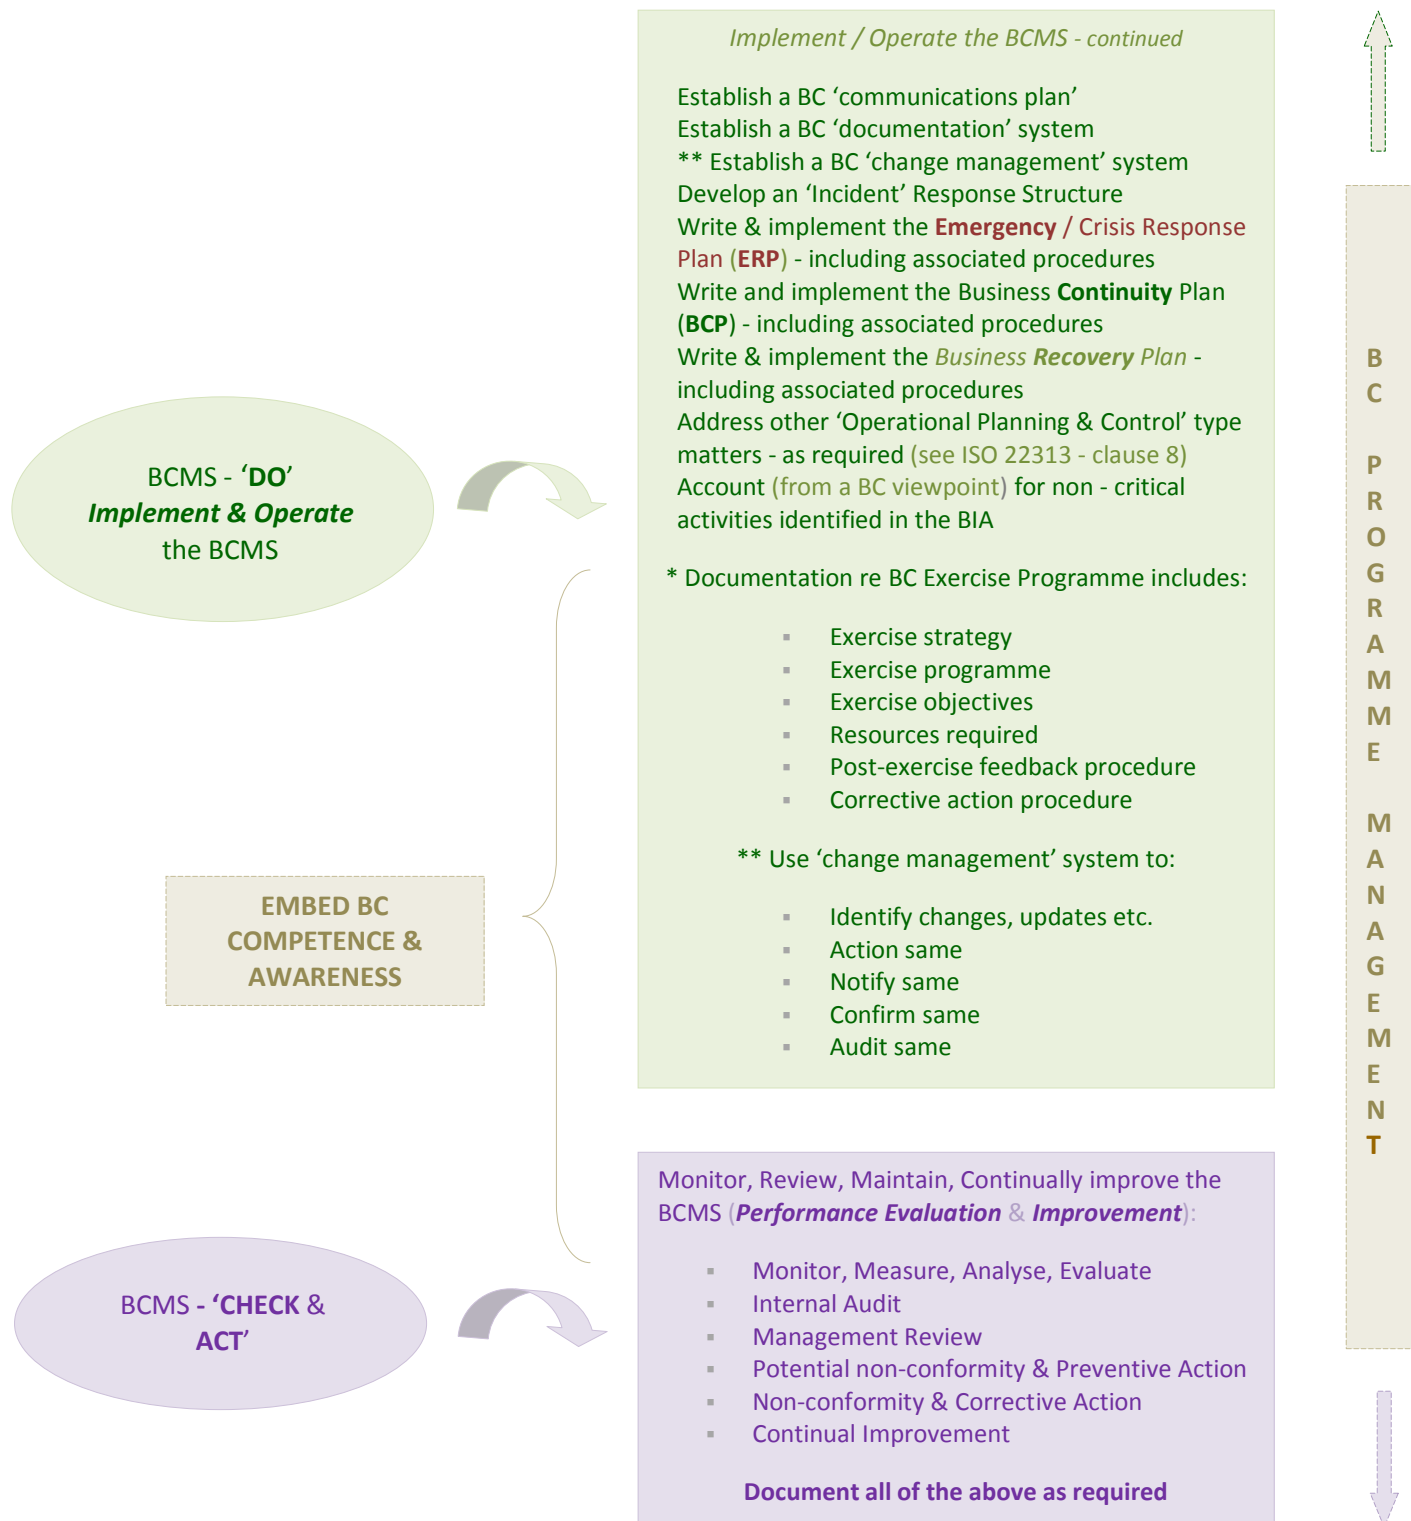 Implement / Operate the BCMS - continued
Establish a BC ‘communications plan’
Establish a BC ‘documentation’ system
** Establish a BC ‘change management’ system
Develop an ‘Incident’ Response Structure
Write & implement the Emergency / Crisis Response
Plan (ERP) - including associated procedures
Write and implement the Business Continuity Plan
(BCP) - including associated procedures
Write & implement the Business Recovery Plan -
including associated procedures
Address other ‘Operational Planning & Control’ type
matters - as required (see ISO 22313 - clause 8)
Account (from a BC viewpoint) for non - critical
activities identified in the BIA
* Documentation re BC Exercise Programme includes:
▪ Exercise strategy
▪ Exercise programme
▪ Exercise objectives
▪ Resources required
▪ Post-exercise feedback procedure
▪ Corrective action procedure
** Use ‘change management’ system to:
▪ Identify changes, updates etc.
▪ Action same
▪ Notify same
▪ Confirm same
▪ Audit same
BCMS - ‘DO’
Implement & Operate
the BCMS
EMBED BC
COMPETENCE &
AWARENESS
BCMS - ‘CHECK &
ACT’
Monitor, Review, Maintain, Continually improve the
BCMS (Performance Evaluation & Improvement):
▪ Monitor, Measure, Analyse, Evaluate
▪ Internal Audit
▪ Management Review
▪ Potential non-conformity & Preventive Action
▪ Non-conformity & Corrective Action
▪ Continual Improvement
Document all of the above as required
BC PROGRAMME MANAGEMENT